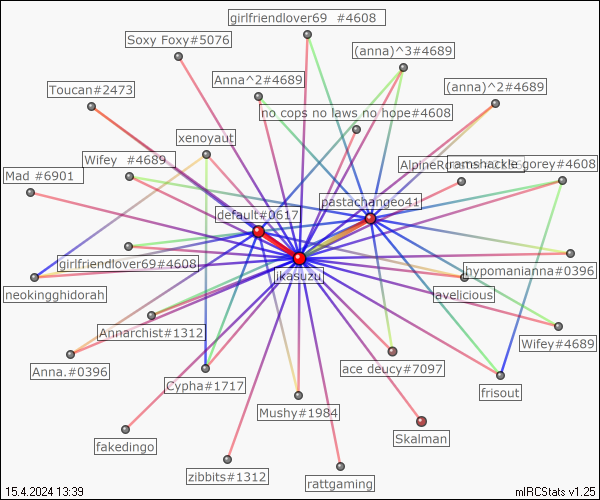 girlfriendlover69 #4608
Soxy Foxy#5076
(anna)^3#4689
Toucan#2473
Anna^2#4689
(anna)^2#4689
no cops no laws no hope#4608
xenoyaut
Wifey #4689
Mad #6901
ramshackle gorey#4608
pastachangeo41
default#0617
girlfriendlover69#4608
ikasuzu
hypomanianna#0396
neokingghidorah
avelicious
Annarchist#1312
Wifey#4689
Anna.#0396
ace deucy#7097
Cypha#1717
frisout
Mushy#1984
Skalman
fakedingo
zibbits#1312
rattgaming
15.4.2024 13:39
mIRCStats v1.25